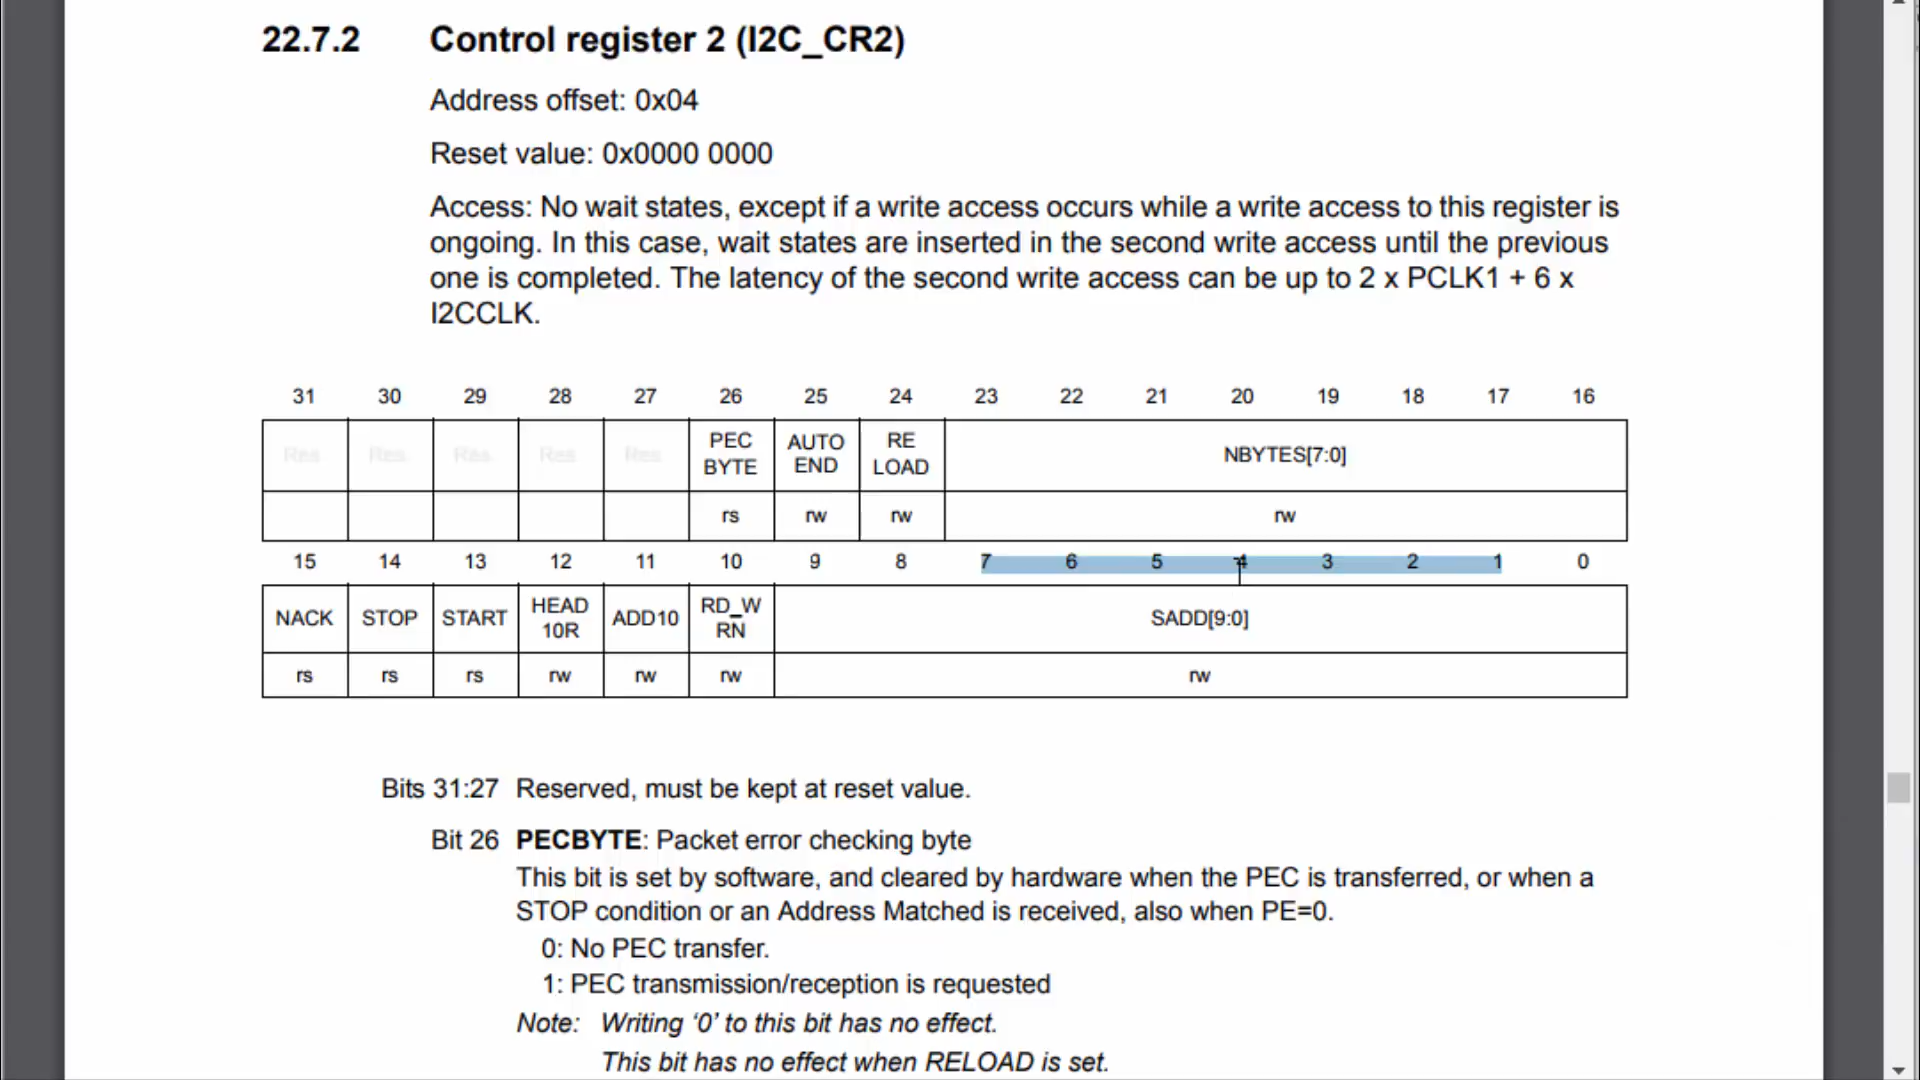 22.7.2 Control register 2 (I2C_CR2)
Address offset: 0x04
Reset value: 0x0000 0000
Access: No wait states, except if a write access occurs while a write access to this register is
ongoing. In this case, wait states are inserted in the second write access until the previous
one is completed. The latency of the second write access can be up to 2 x PCLK1 + 6 x
I2CCLK.
31 30 29 28 27 26 25 24 23 22 21 20 19 18 17 16
Res. Res. Res. Res. Res. PEC BYTE AUTO END RE LOAD NBYTES[7:0]
rs rw rw rw
15 14 13 12 11 10 9 8 7 6 5 4 3 2 1 0
NACK STOP START HEAD 10R ADD10 RD_W RN SADD[9:0]
rs rs rs rw rw rw rw
Bits 31:27 Reserved, must be kept at reset value.
Bit 26 PECBYTE: Packet error checking byte
This bit is set by software, and cleared by hardware when the PEC is transferred, or when a
STOP condition or an Address Matched is received, also when PE=0.
0: No PEC transfer.
1: PEC transmission/reception is requested
Note: Writing ‘0’ to this bit has no effect.
This bit has no effect when RELOAD is set.